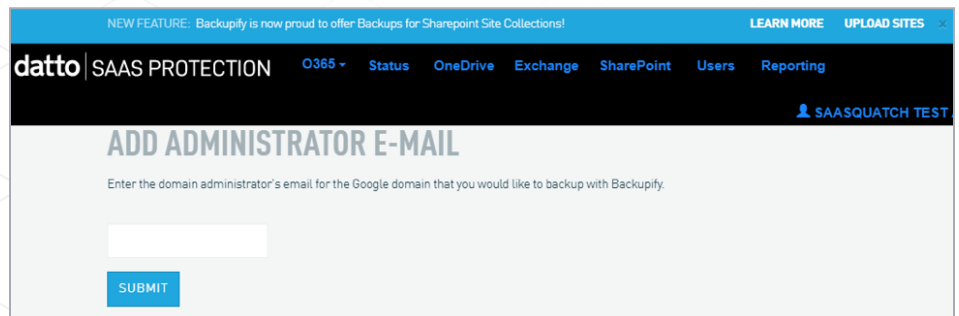 NEW FEATURE: Backupify is now proud to offer Backups for Sharepoint Site Collections! LEARN MORE UPLOAD SITES x
datto SAAS PROTECTION O365 Status OneDrive Exchange SharePoint Users Reporting
SAASQUATCH TEST
ADD ADMINISTRATOR E-MAIL
Enter the domain administrator's email for the Google domain that you would like to backup with Backupify.
SUBMIT